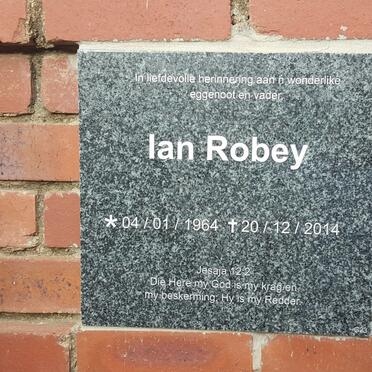 In liefdevolle herinnering aan 'n wonderlike
eggenoot en vader.
Ian Robey
* 04 / 01 / 1964 ✝ 20 / 12 / 2014
Jesaja 12:2
Die Here my God is my krag en
my beskerming; Hy is my Redder.